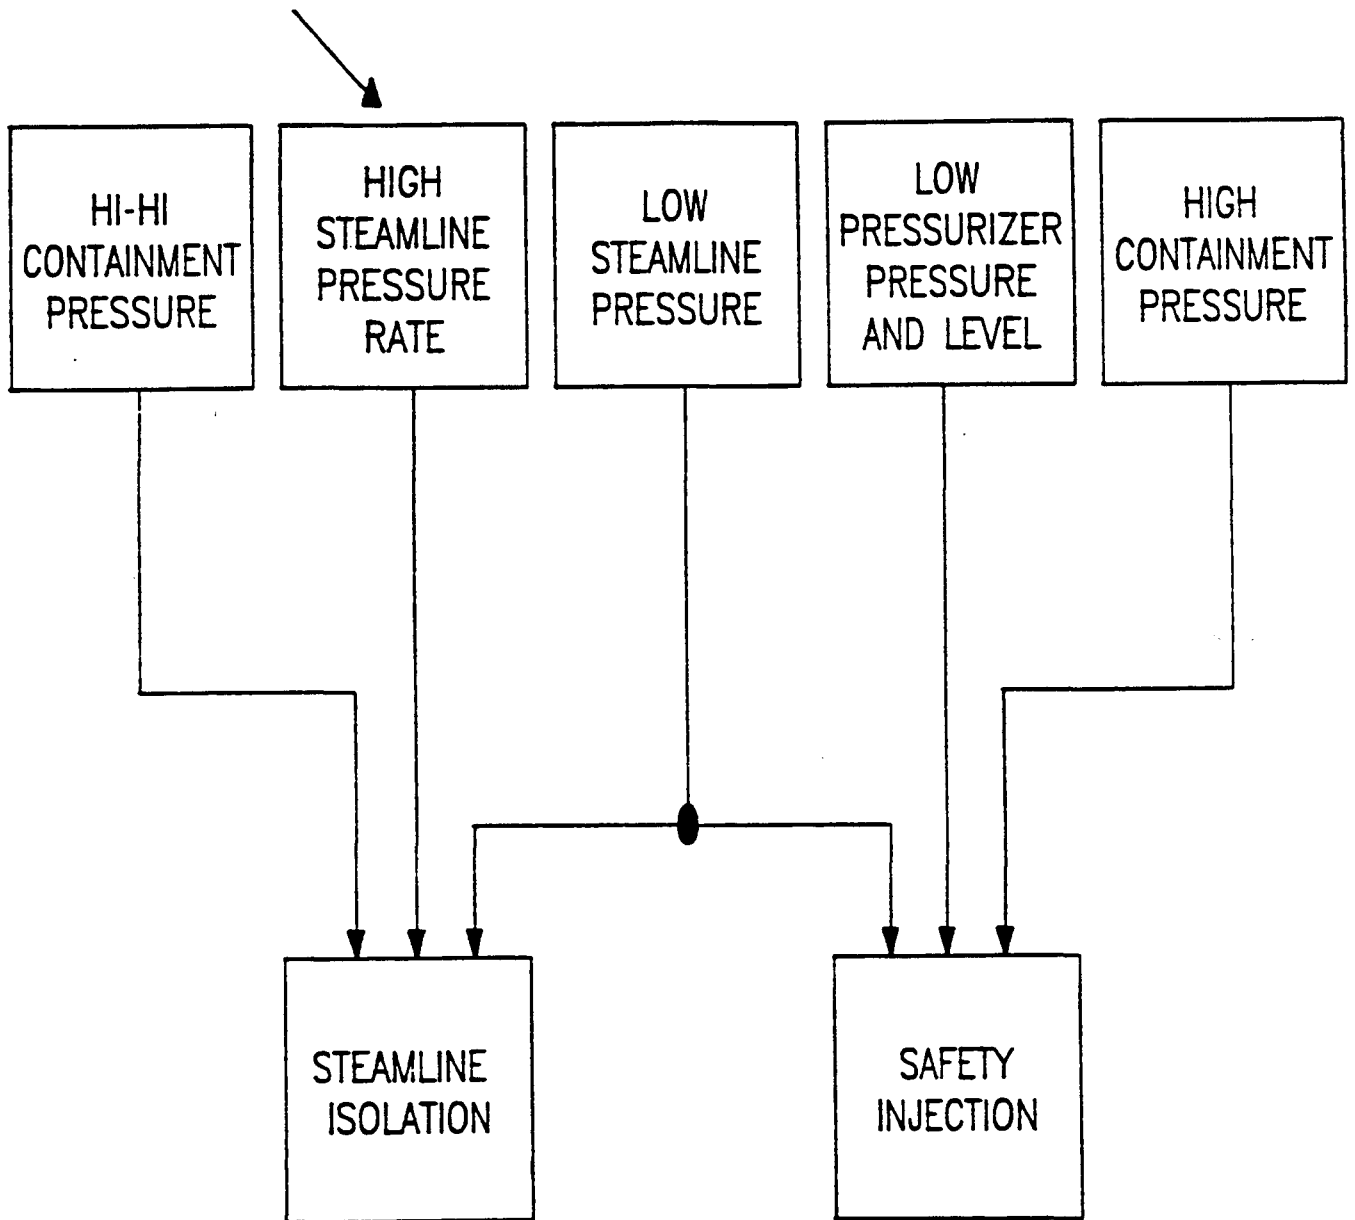 HI-HI
CONTAINMENT
PRESSURE
HIGH
STEAMLINE
PRESSURE
RATE
LOW
STEAMLINE
PRESSURE
LOW
PRESSURIZER
PRESSURE
AND LEVEL
HIGH
CONTAINMENT
PRESSURE
STEAMLINE
ISOLATION
SAFETY
INJECTION